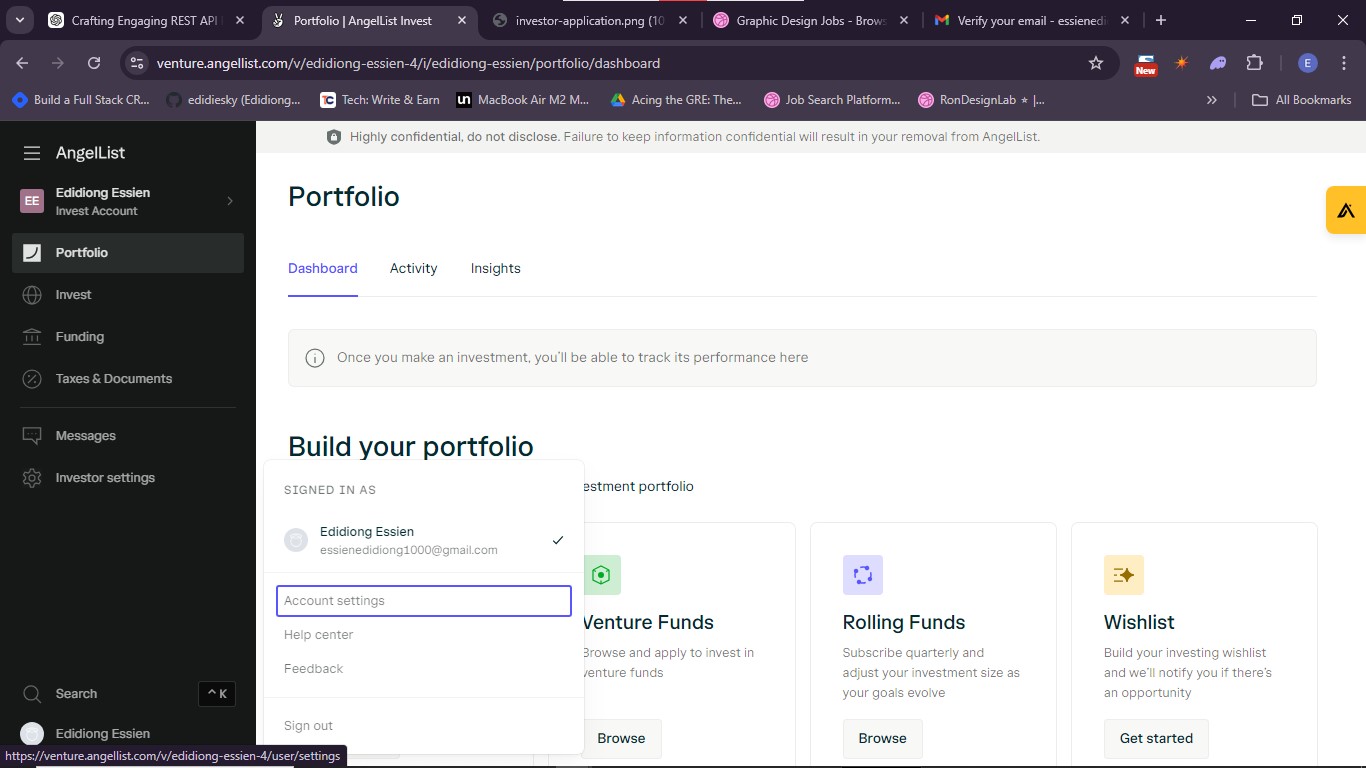 Crafting Engaging REST API
Portfolio | AngelList Invest
investor-application.png (10
Graphic Design Jobs - Brows
Verify your email - essienedi
venture.angellist.com/v/edidiong-essien-4/i/edidiong-essien/portfolio/dashboard
New
E
Build a Full Stack CR...
edidiesky (Edidiong...
TC
Tech: Write & Earn
un
MacBook Air M2 M...
Acing the GRE: The...
Job Search Platform...
RonDesignLab ⭑ |...
»
All Bookmarks
AngelList
Highly confidential, do not disclose. Failure to keep information confidential will result in your removal from AngelList.
EE
Edidiong Essien
Invest Account
Portfolio
Invest
Funding
Taxes & Documents
Messages
Investor settings
Search
^ K
Edidiong Essien
Portfolio
Dashboard
Activity
Insights
Once you make an investment, you'll be able to track its performance here
Build your portfolio
estment portfolio
SIGNED IN AS
Edidiong Essien
essienedidiong1000@gmail.com
Account settings
Help center
Feedback
Sign out
Venture Funds
Browse and apply to invest in
venture funds
Browse
Rolling Funds
Subscribe quarterly and
adjust your investment size as
your goals evolve
Browse
Wishlist
Build your investing wishlist
and we'll notify you if there's
an opportunity
Get started
https://venture.angellist.com/v/edidiong-essien-4/user/settings